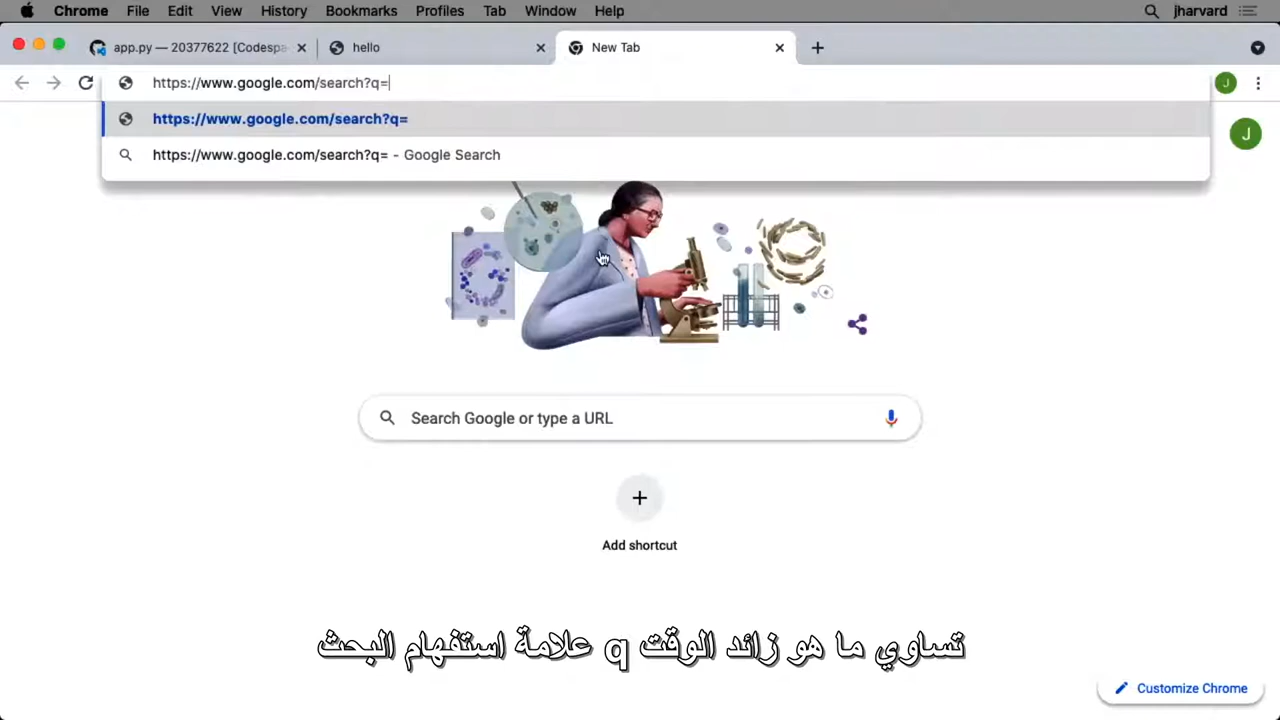 Chrome File Edit View History Bookmarks Profiles Tab Window Help jharvard
app.py — 20377622 [Codespa hello New Tab
https://www.google.com/search?q= J
https://www.google.com/search?q=
https://www.google.com/search?q= - Google Search
J
Search Google or type a URL
Add shortcut
تساوي ما هو زائد الوقت q علامة استفهام البحث
Customize Chrome